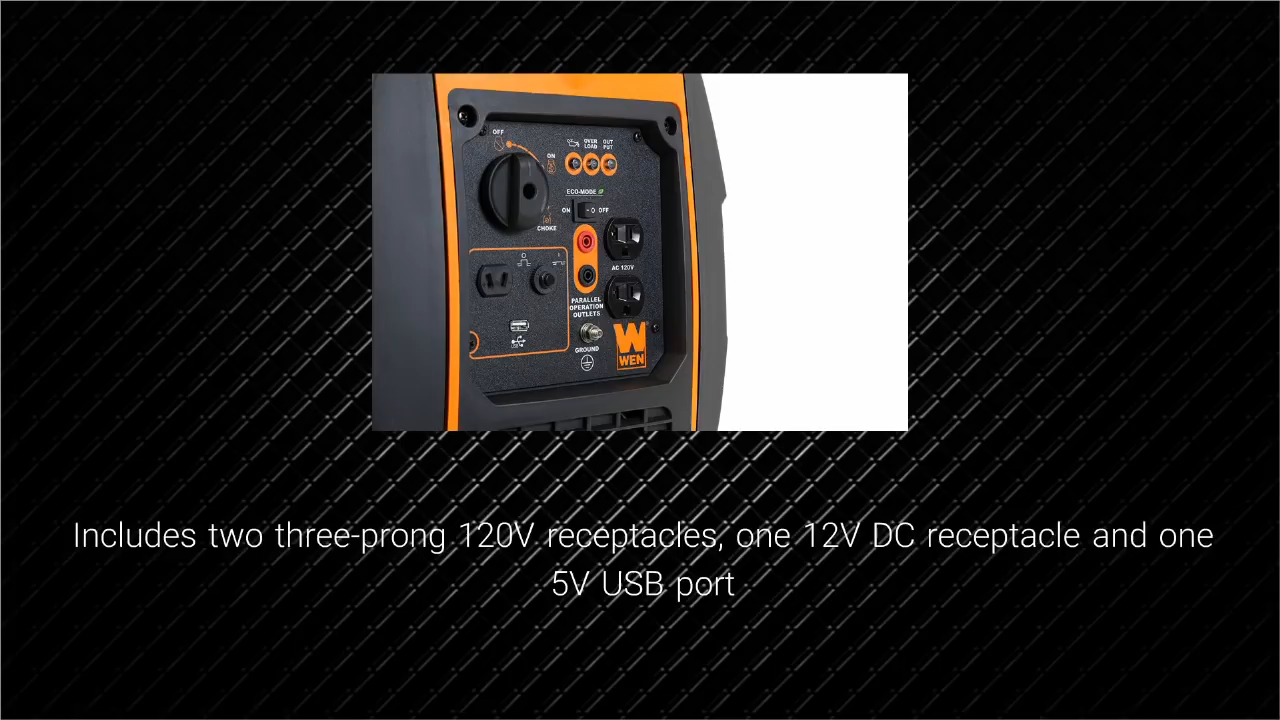 OFF
ON
OVER LOAD
OUT PUT
ECO-MODE
ON
OFF
CHOKE
AC 120V
PARALLEL
OPERATION
OUTLETS
GROUND
WEN
Includes two three-prong 120V receptacles, one 12V DC receptacle and one
5V USB port